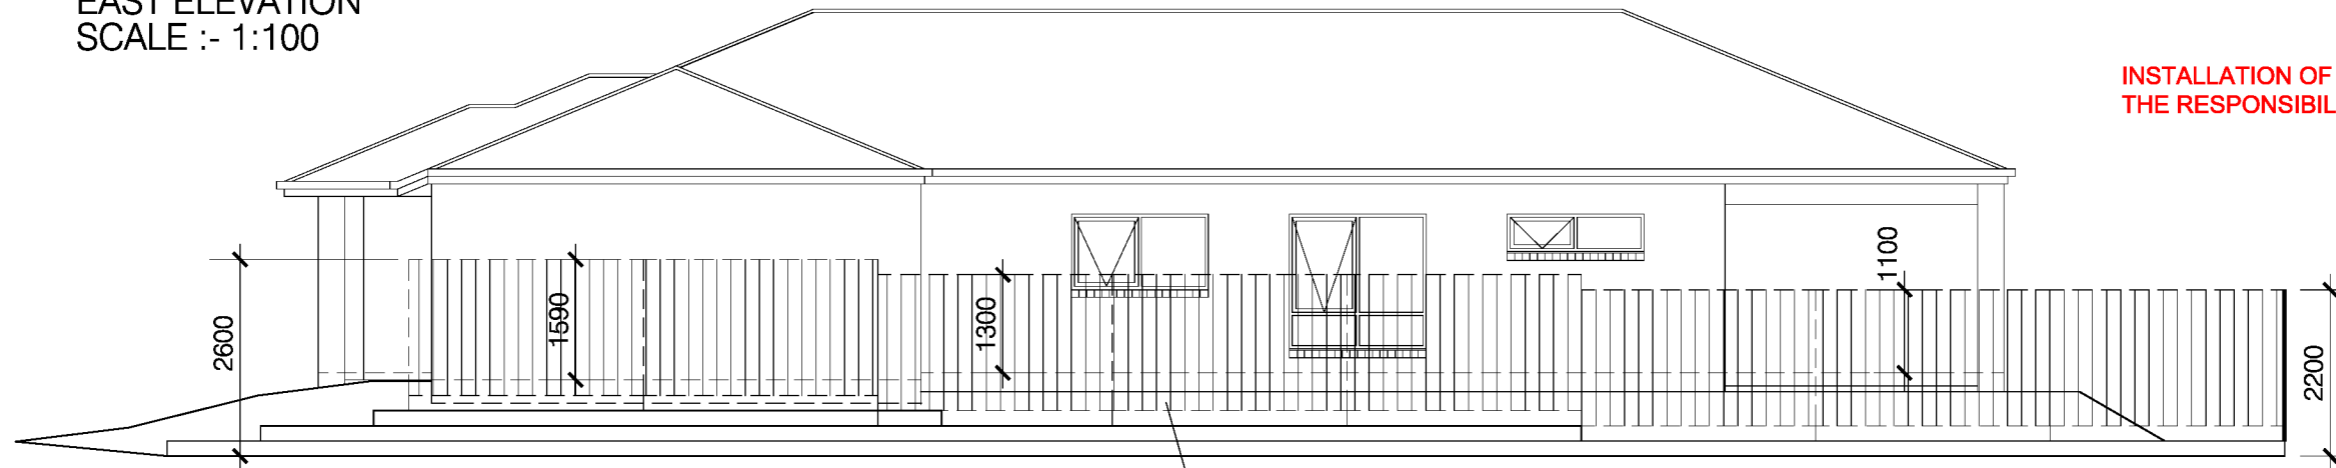 EAST ELEVATION
SCALE :- 1:100
INSTALLATION OF
THE RESPONSIBIL
2600
1590
1300
1100
2200